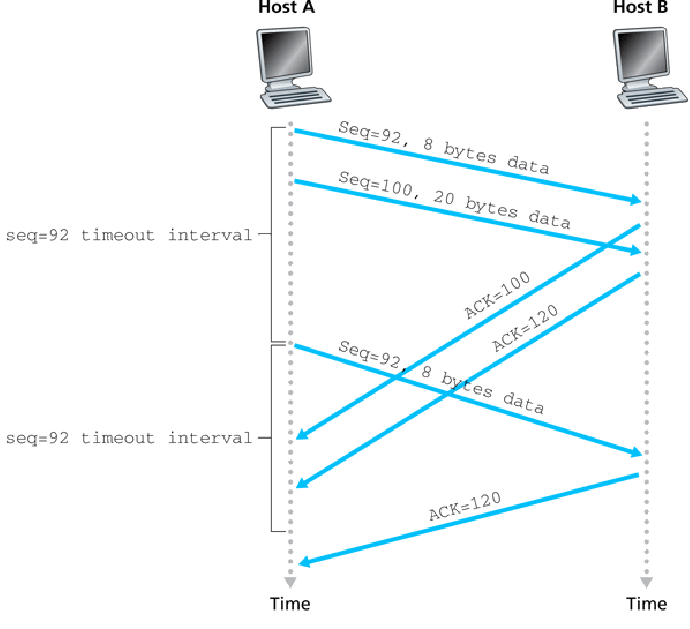 Host A
Host B
Seq=92, 8 bytes data
Seq=100, 20 bytes data
seq=92 timeout interval
ACK=100
ACK=120
Seq=92, 8 bytes data
seq=92 timeout interval
ACK=120
Time
Time